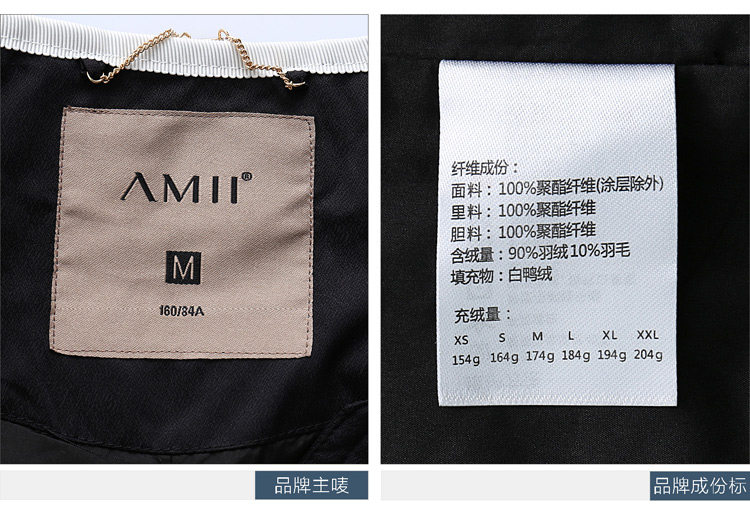 AMII®
M
160/84A
品牌主唛
纤维成份：
面料：100%聚酯纤维(涂层除外)
里料：100%聚酯纤维
胆料：100%聚酯纤维
含绒量：90%羽绒10%羽毛
填充物：白鸭绒
充绒量：
XS S M L XL XXL
154g 164g 174g 184g 194g 204g
品牌成份标